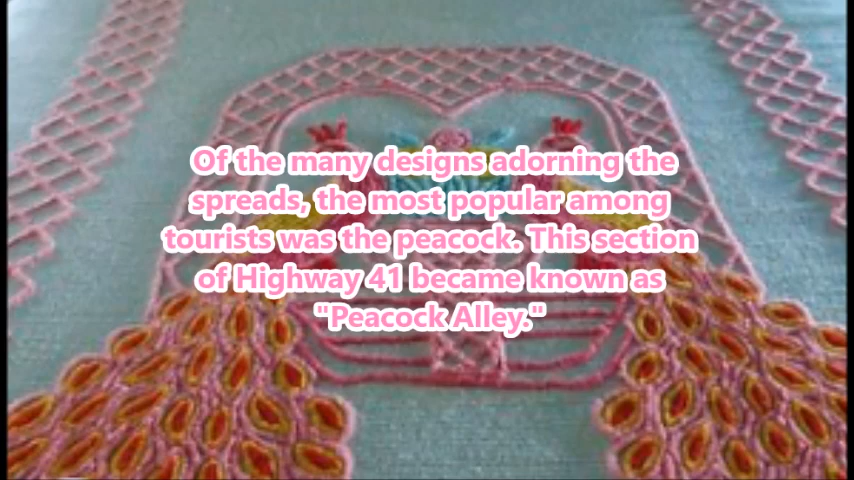 Of the many designs adorning the
spreads, the most popular among
tourists was the peacock. This section
of Highway 41 became known as
"Peacock Alley."